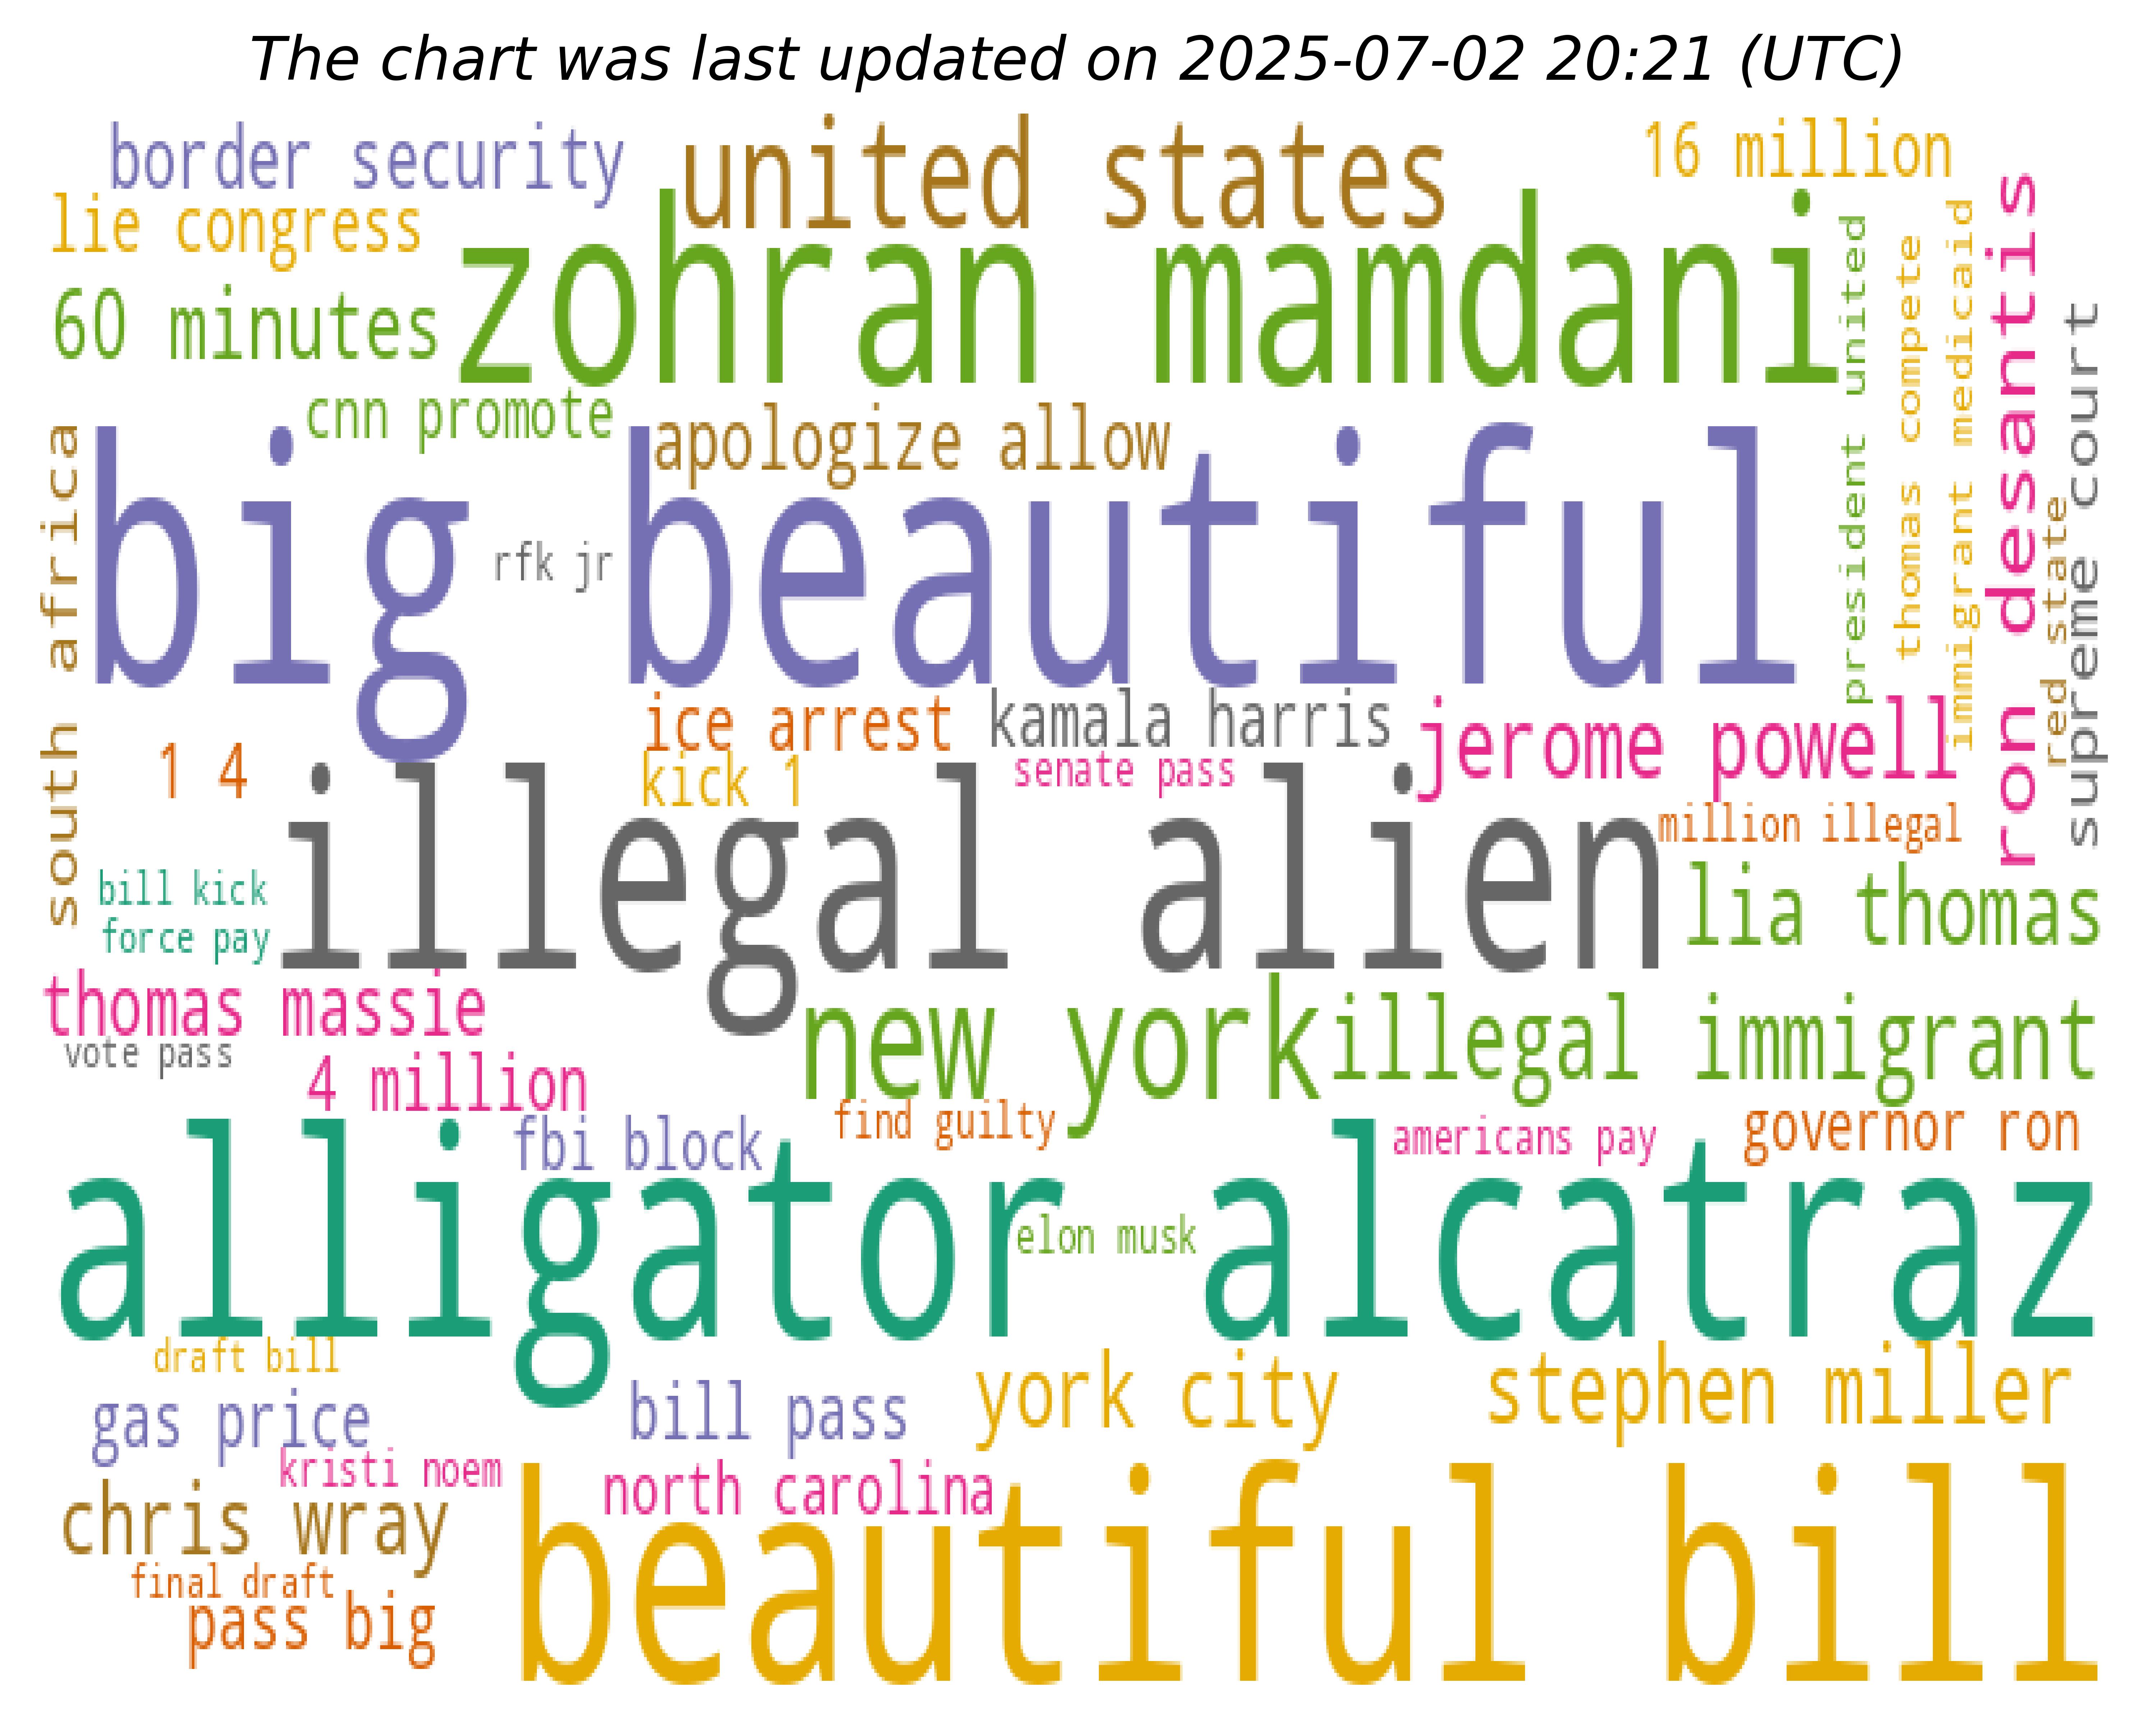 The chart was last updated on 2025-07-02 20:21 (UTC)
border security
united states
16 million
lie congress
zohran mamdani
60 minutes
president united
thomas compete
immigrant medicaid
ron desantis
supreme court
red state
cnn promote
apologize allow
south africa
big beautiful
rfk jr
ice arrest
kamala harris
jerome powell
1 4
kick 1
senate pass
illegal alien
million illegal
bill kick
lia thomas
force pay
thomas massie
new york
illegal immigrant
vote pass
4 million
fbi block
find guilty
americans pay
governor ron
alligator alcatraz
elon musk
draft bill
york city
stephen miller
gas price
bill pass
kristi noem
north carolina
chris wray
beautiful bill
final draft
pass big